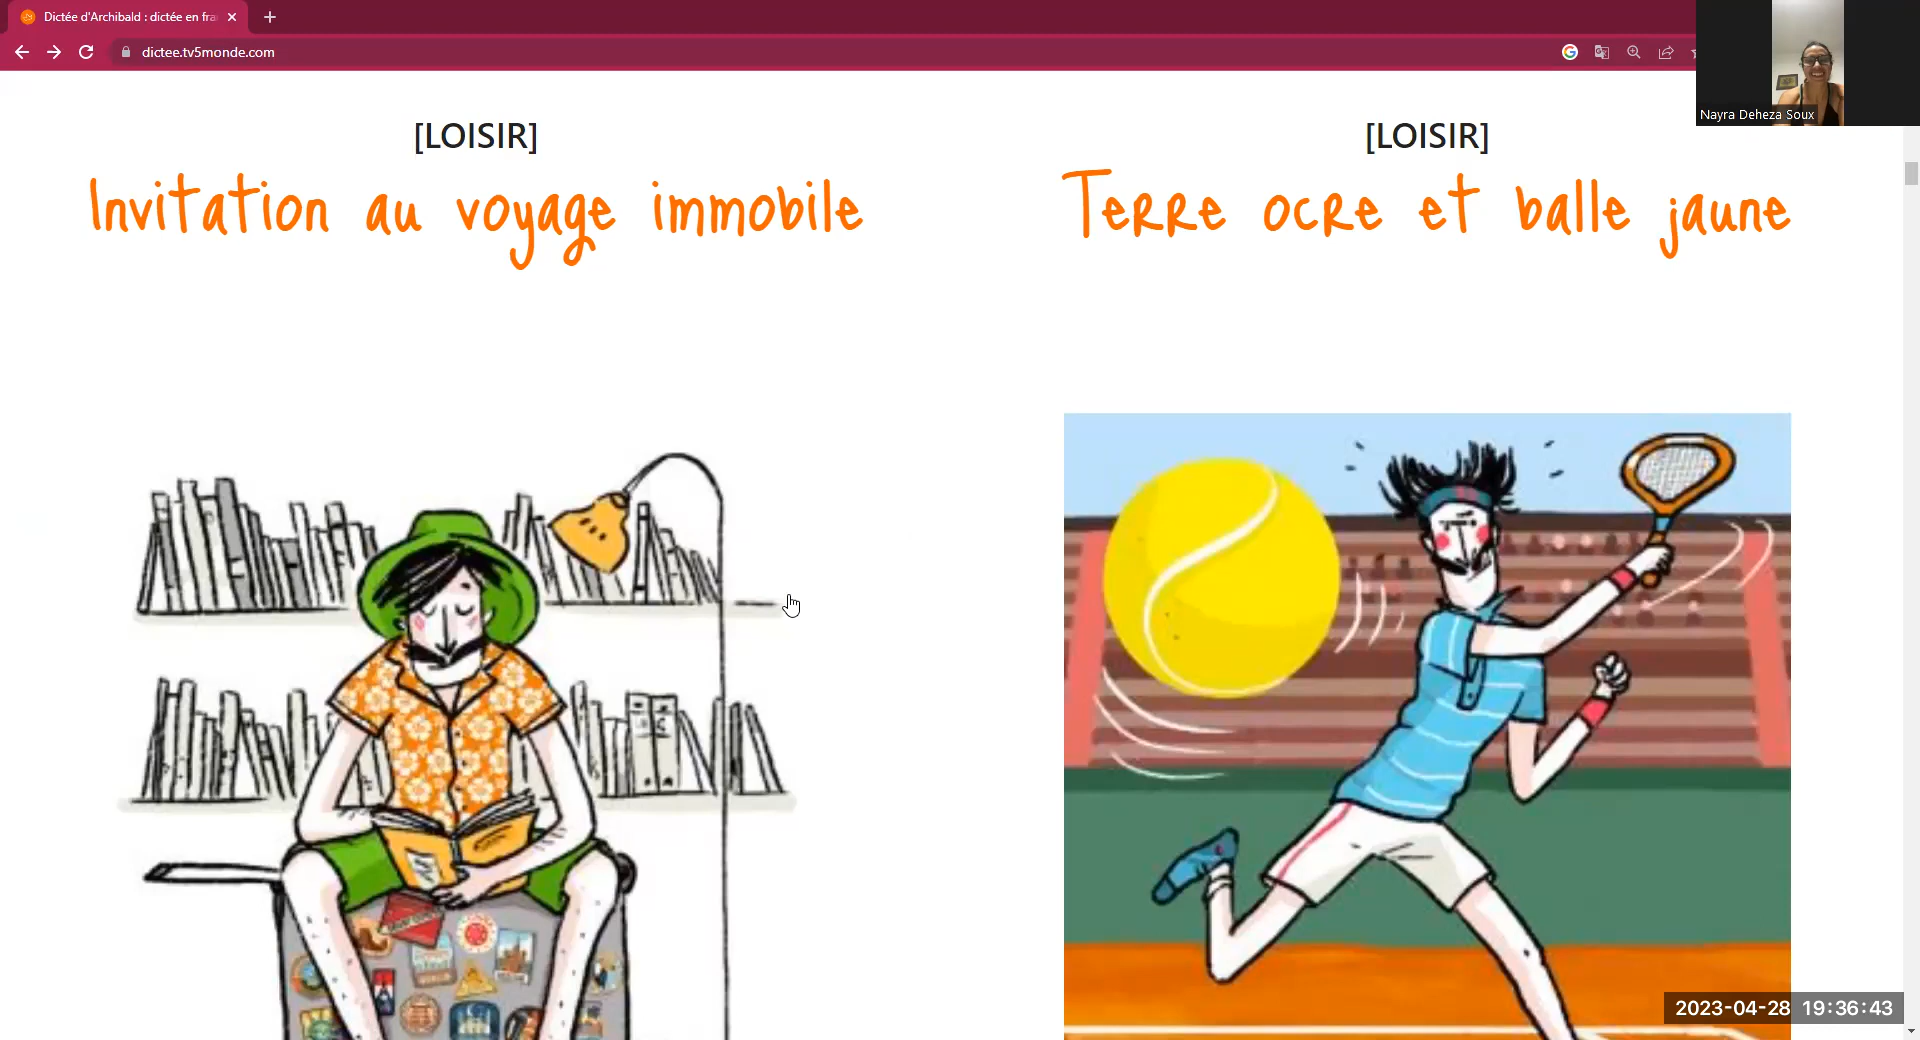 Dictée d'Archibald : dictée en fra
dictee.tv5monde.com
Nayra Deheza Soux
[LOISIR]
Invitation au voyage immobile
[LOISIR]
Terre ocre et balle jaune
2023-04-28 19:36:43